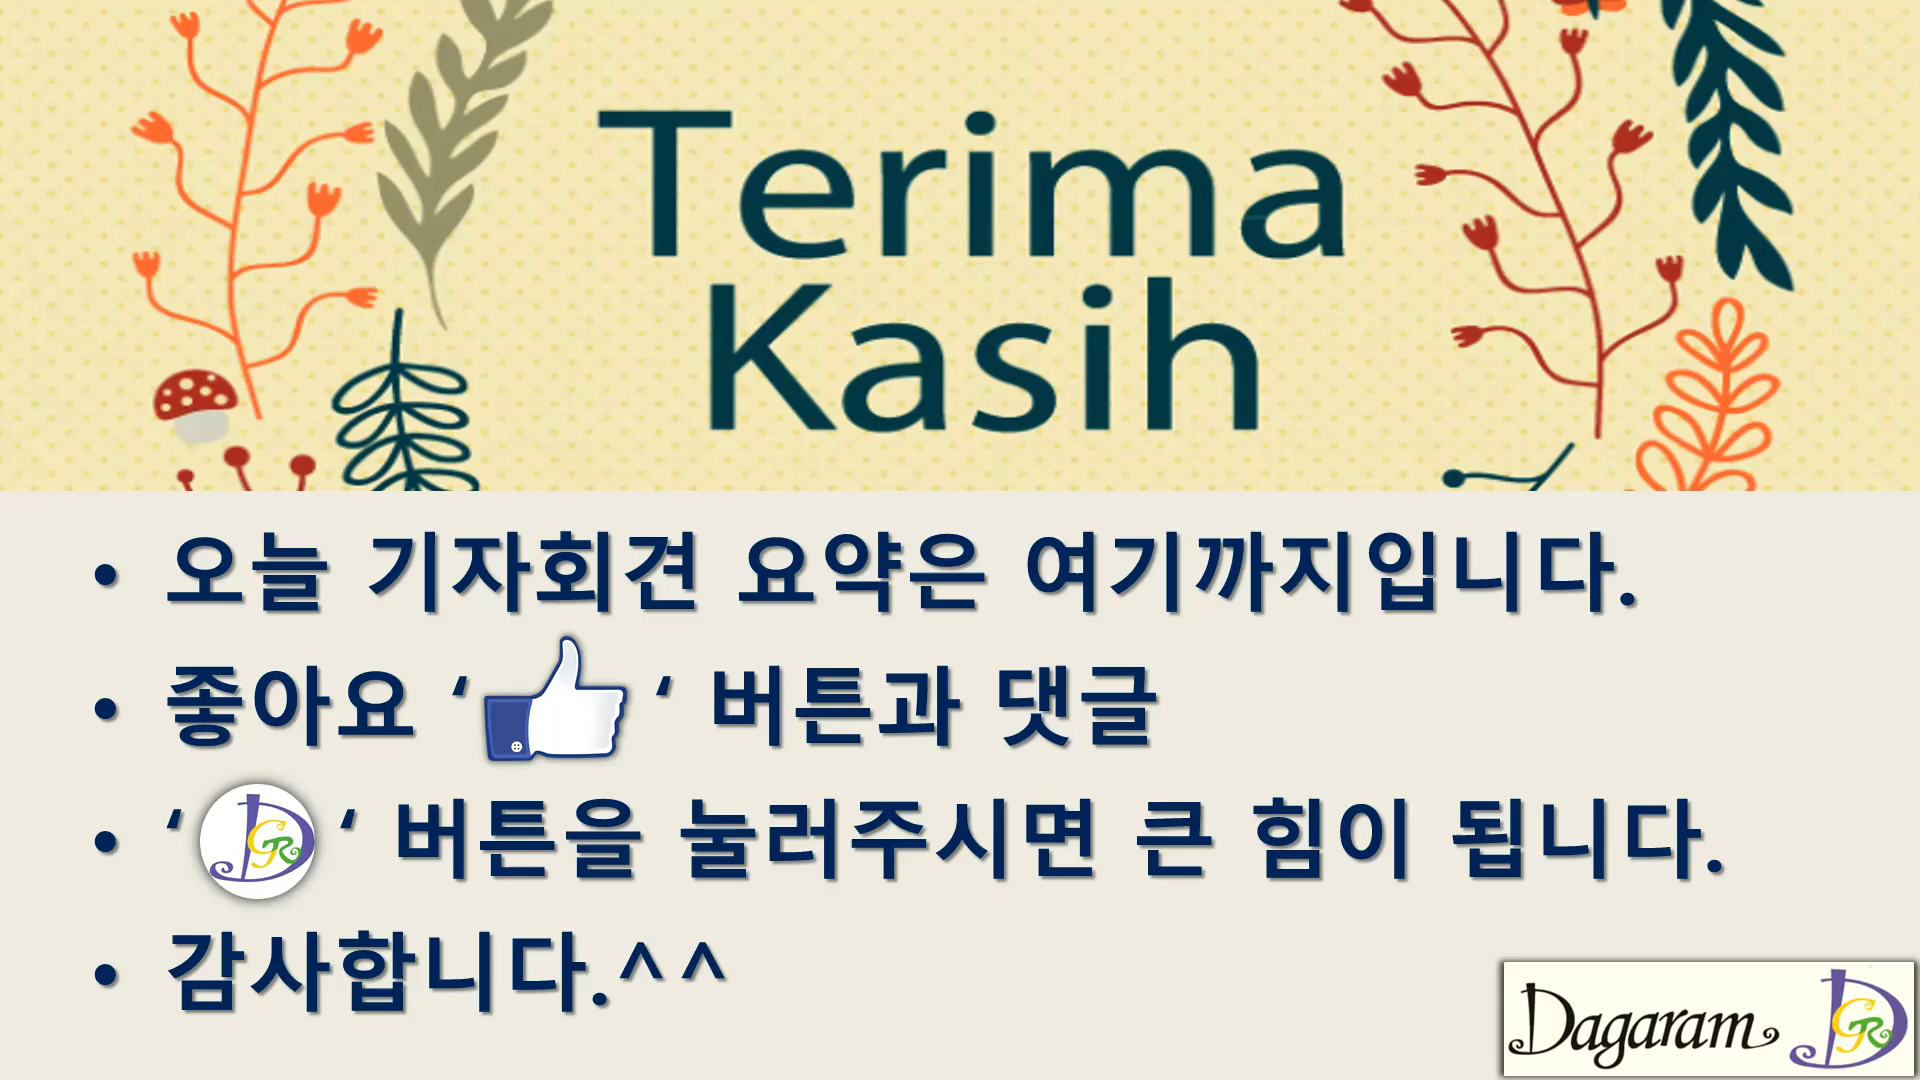 Terima
Kasih
• 오늘 기자회견 요약은 여기까지입니다.
• 좋아요 ‘ ‘ 버튼과 댓글
• ‘ DGR ‘ 버튼을 눌러주시면 큰 힘이 됩니다.
• 감사합니다.^^
Dagaram DGR